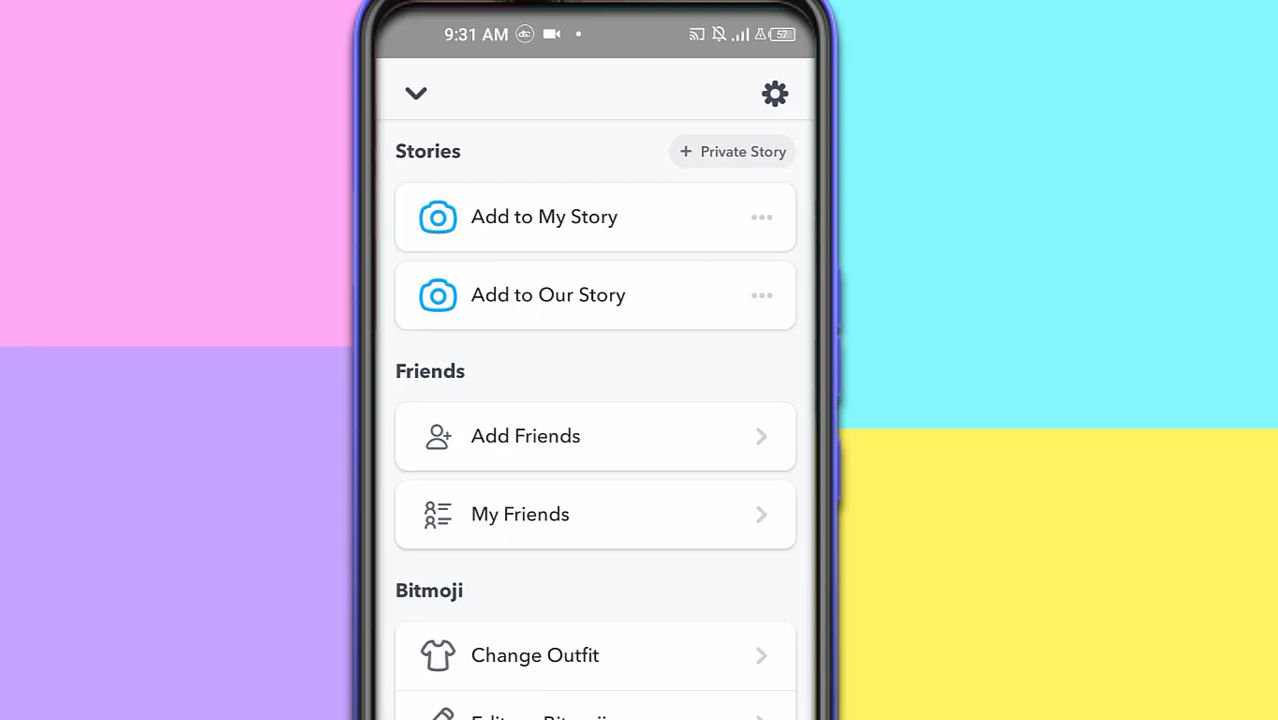 9:31 AM
57
Stories
+ Private Story
Add to My Story
Add to Our Story
Friends
Add Friends
My Friends
Bitmoji
Change Outfit